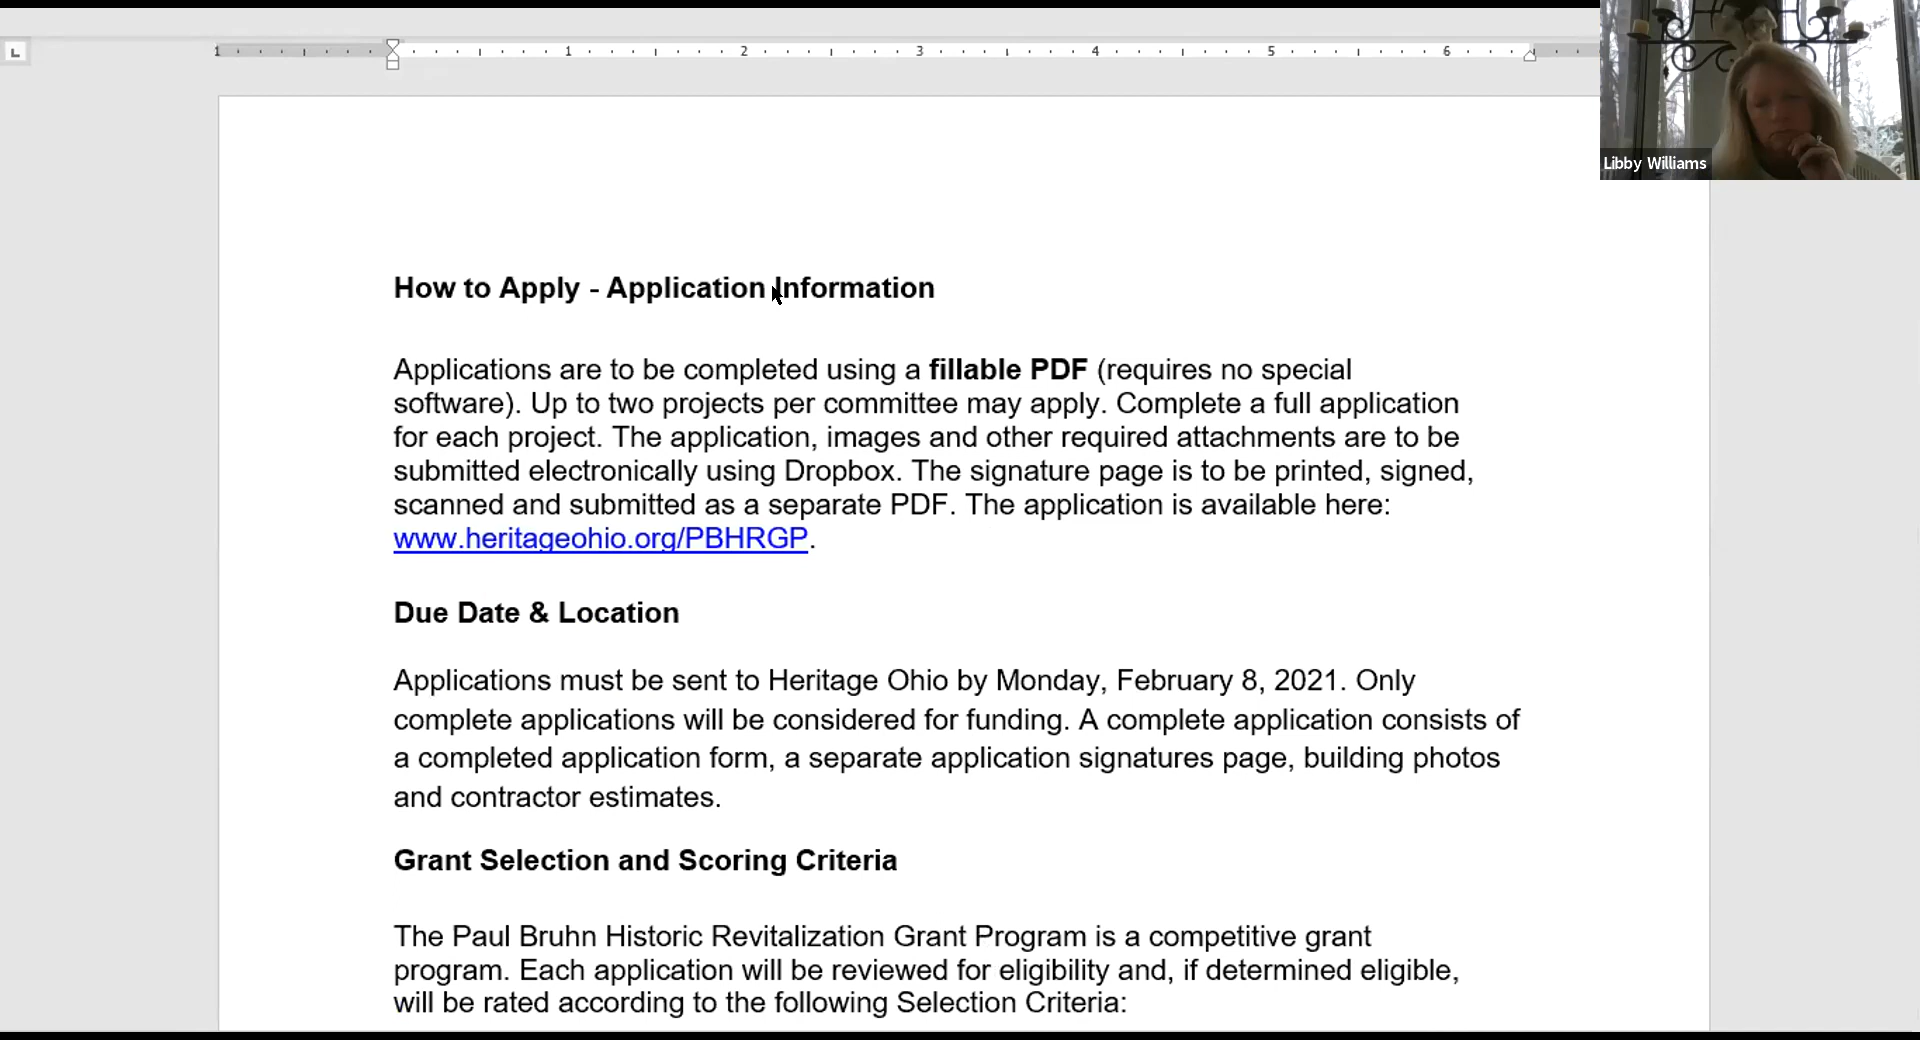 L
1 1 2 3 4 5 6
Libby Williams
How to Apply - Application Information
Applications are to be completed using a fillable PDF (requires no special
software). Up to two projects per committee may apply. Complete a full application
for each project. The application, images and other required attachments are to be
submitted electronically using Dropbox. The signature page is to be printed, signed,
scanned and submitted as a separate PDF. The application is available here:
www.heritageohio.org/PBHRGP.
Due Date & Location
Applications must be sent to Heritage Ohio by Monday, February 8, 2021. Only
complete applications will be considered for funding. A complete application consists of
a completed application form, a separate application signatures page, building photos
and contractor estimates.
Grant Selection and Scoring Criteria
The Paul Bruhn Historic Revitalization Grant Program is a competitive grant
program. Each application will be reviewed for eligibility and, if determined eligible,
will be rated according to the following Selection Criteria: